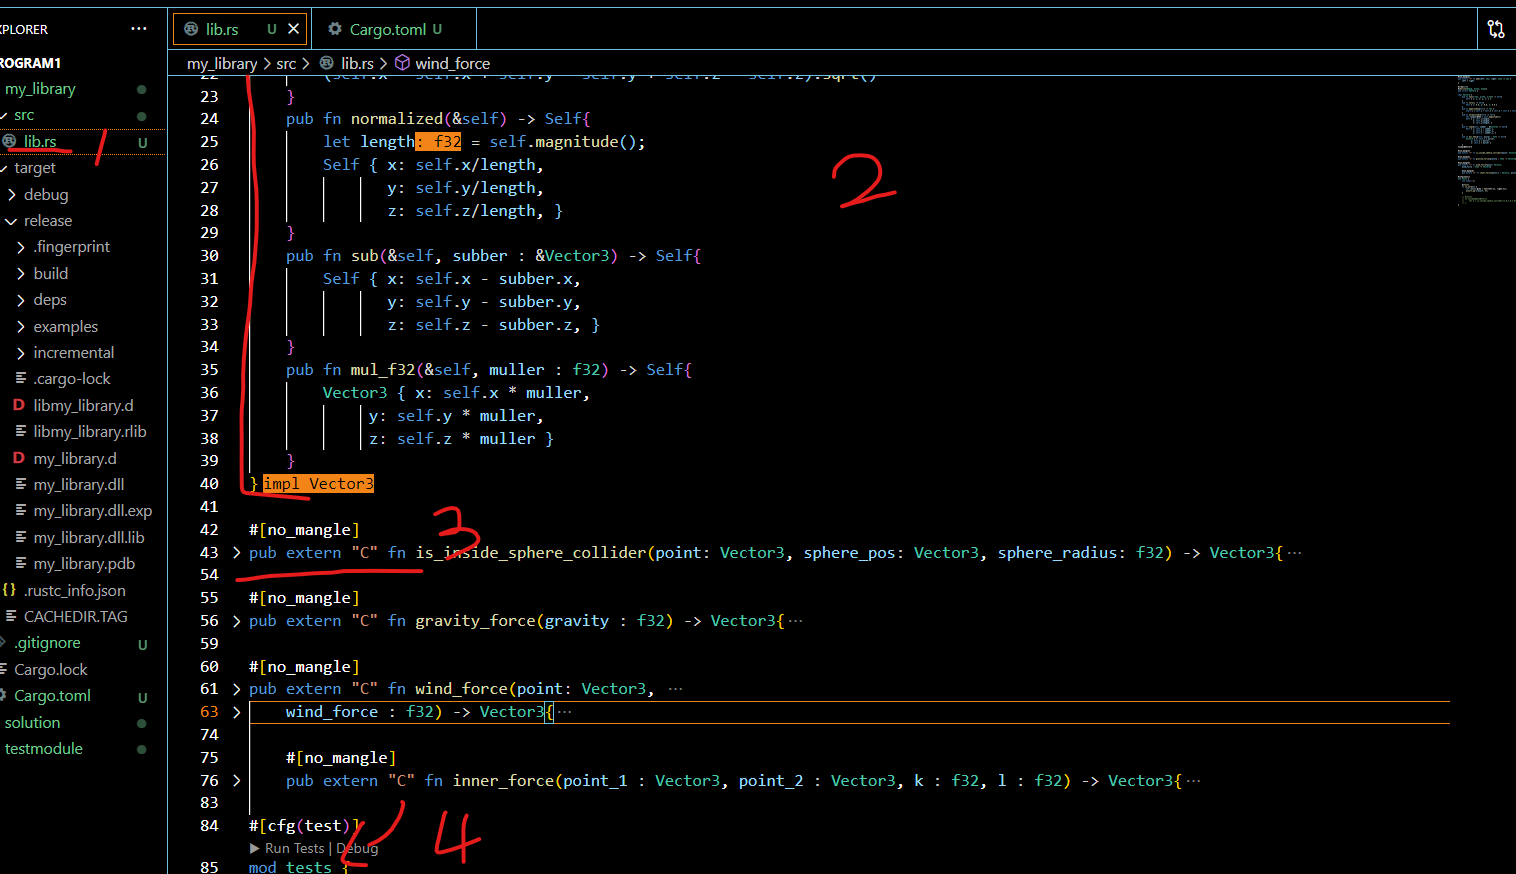 XPLORER ···
lib.rs U ×
Cargo.toml U
ROGRAM1
my_library > src > lib.rs > wind_force
my_library
src
lib.rs U
target
debug
release
.fingerprint
build
deps
examples
incremental
.cargo-lock
libmy_library.d
libmy_library.rlib
my_library.d
my_library.dll
my_library.dll.exp
my_library.dll.lib
my_library.pdb
.rustc_info.json
CACHEDIR.TAG
.gitignore U
Cargo.lock
Cargo.toml U
solution
testmodule
23 }
24 pub fn normalized(&self) -> Self{
25 let length: f32 = self.magnitude();
26 Self { x: self.x/length,
27 y: self.y/length,
28 z: self.z/length, }
29 }
30 pub fn sub(&self, subber : &Vector3) -> Self{
31 Self { x: self.x - subber.x,
32 y: self.y - subber.y,
33 z: self.z - subber.z, }
34 }
35 pub fn mul_f32(&self, muller : f32) -> Self{
36 Vector3 { x: self.x * muller,
37 y: self.y * muller,
38 z: self.z * muller }
39 }
40 } impl Vector3
41
42 #[no_mangle]
43 pub extern "C" fn is_inside_sphere_collider(point: Vector3, sphere_pos: Vector3, sphere_radius: f32) -> Vector3{ ···
54
55 #[no_mangle]
56 pub extern "C" fn gravity_force(gravity : f32) -> Vector3{ ···
59
60 #[no_mangle]
61 pub extern "C" fn wind_force(point: Vector3, ···
63 wind_force : f32) -> Vector3{ ···
74
75 #[no_mangle]
76 pub extern "C" fn inner_force(point_1 : Vector3, point_2 : Vector3, k : f32, l : f32) -> Vector3{ ···
83
84 #[cfg(test)]
Run Tests | Debug
85 mod tests {
1
2
3
4